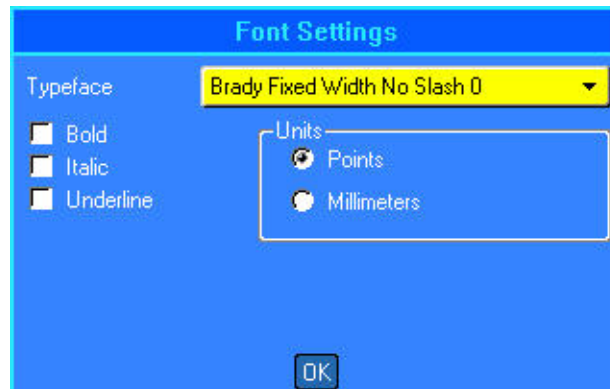 Font Settings
Typeface Brady Fixed Width No Slash 0
Bold
Italic
Underline
Units
Points
Millimeters
OK